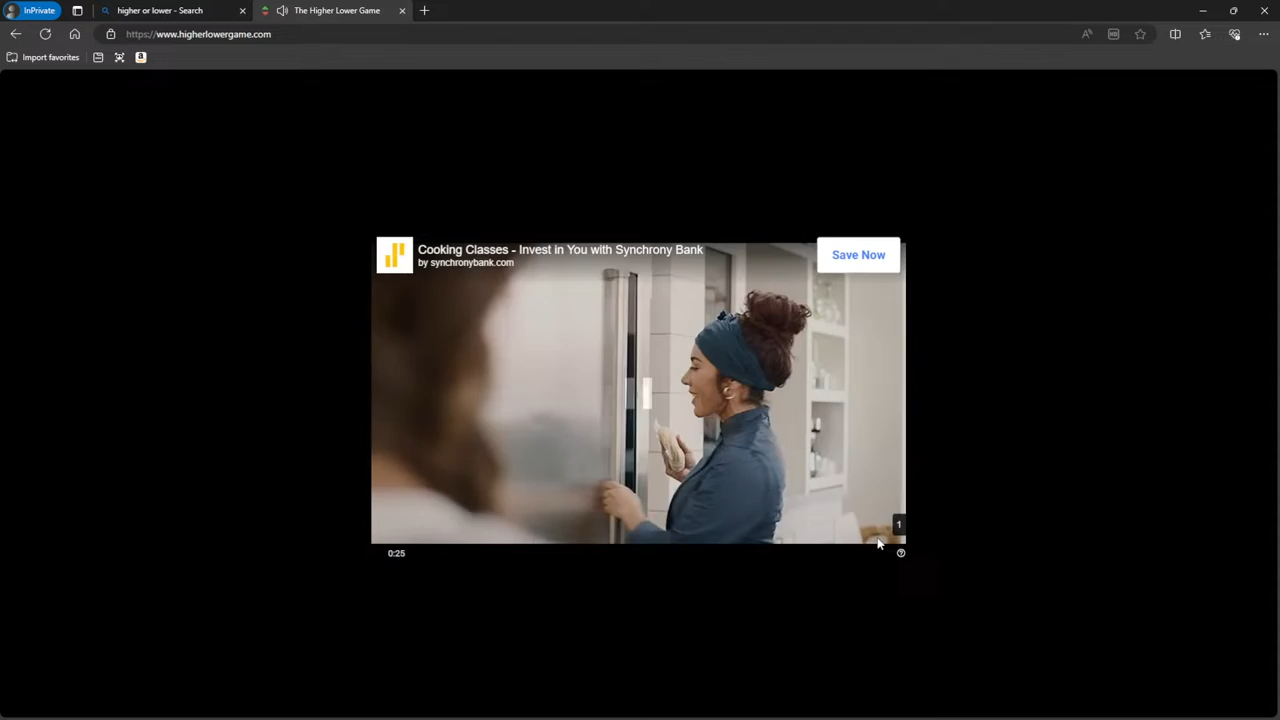 InPrivate
higher or lower - Search
The Higher Lower Game
https://www.higherlowergame.com
Import favorites
Cooking Classes - Invest in You with Synchrony Bank
by synchronybank.com
Save Now
1
0:25